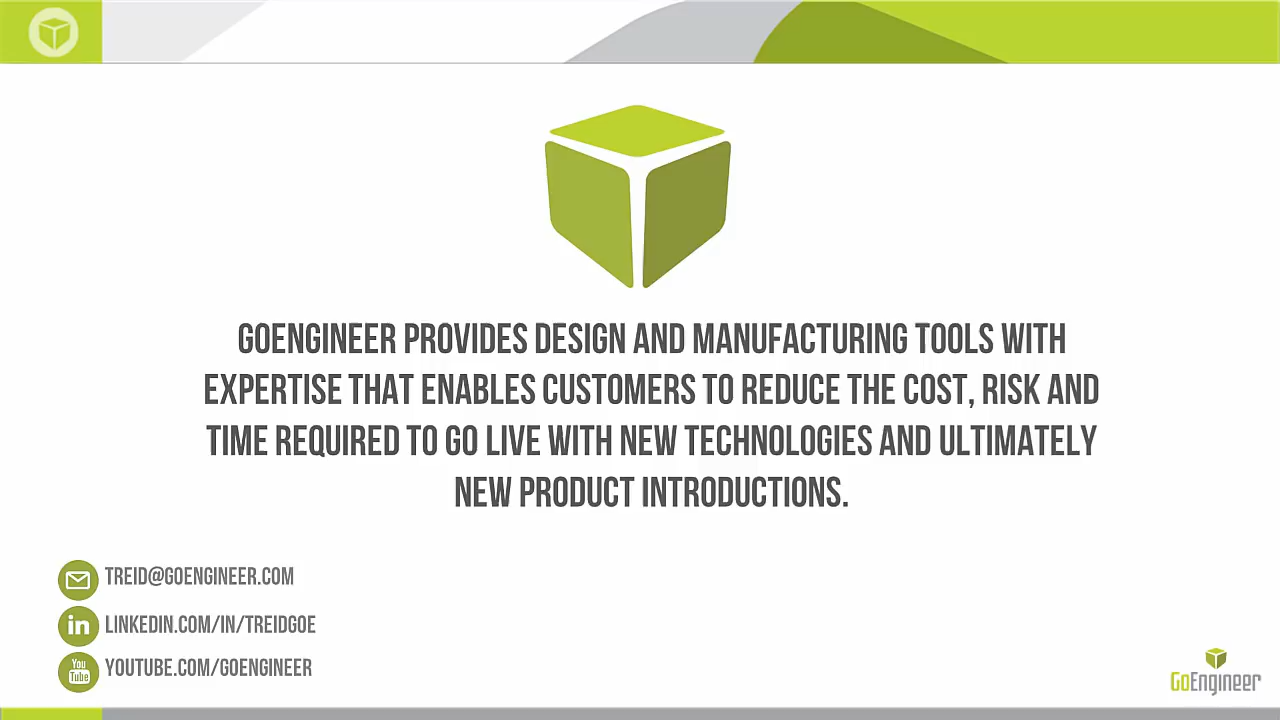 GOENGINEER PROVIDES DESIGN AND MANUFACTURING TOOLS WITH
EXPERTISE THAT ENABLES CUSTOMERS TO REDUCE THE COST, RISK AND
TIME REQUIRED TO GO LIVE WITH NEW TECHNOLOGIES AND ULTIMATELY
NEW PRODUCT INTRODUCTIONS.
TREID@GOENGINEER.COM
in LINKEDIN.COM/IN/TREIDGOE
You
Tube
YOUTUBE.COM/GOENGINEER
GoEngineer